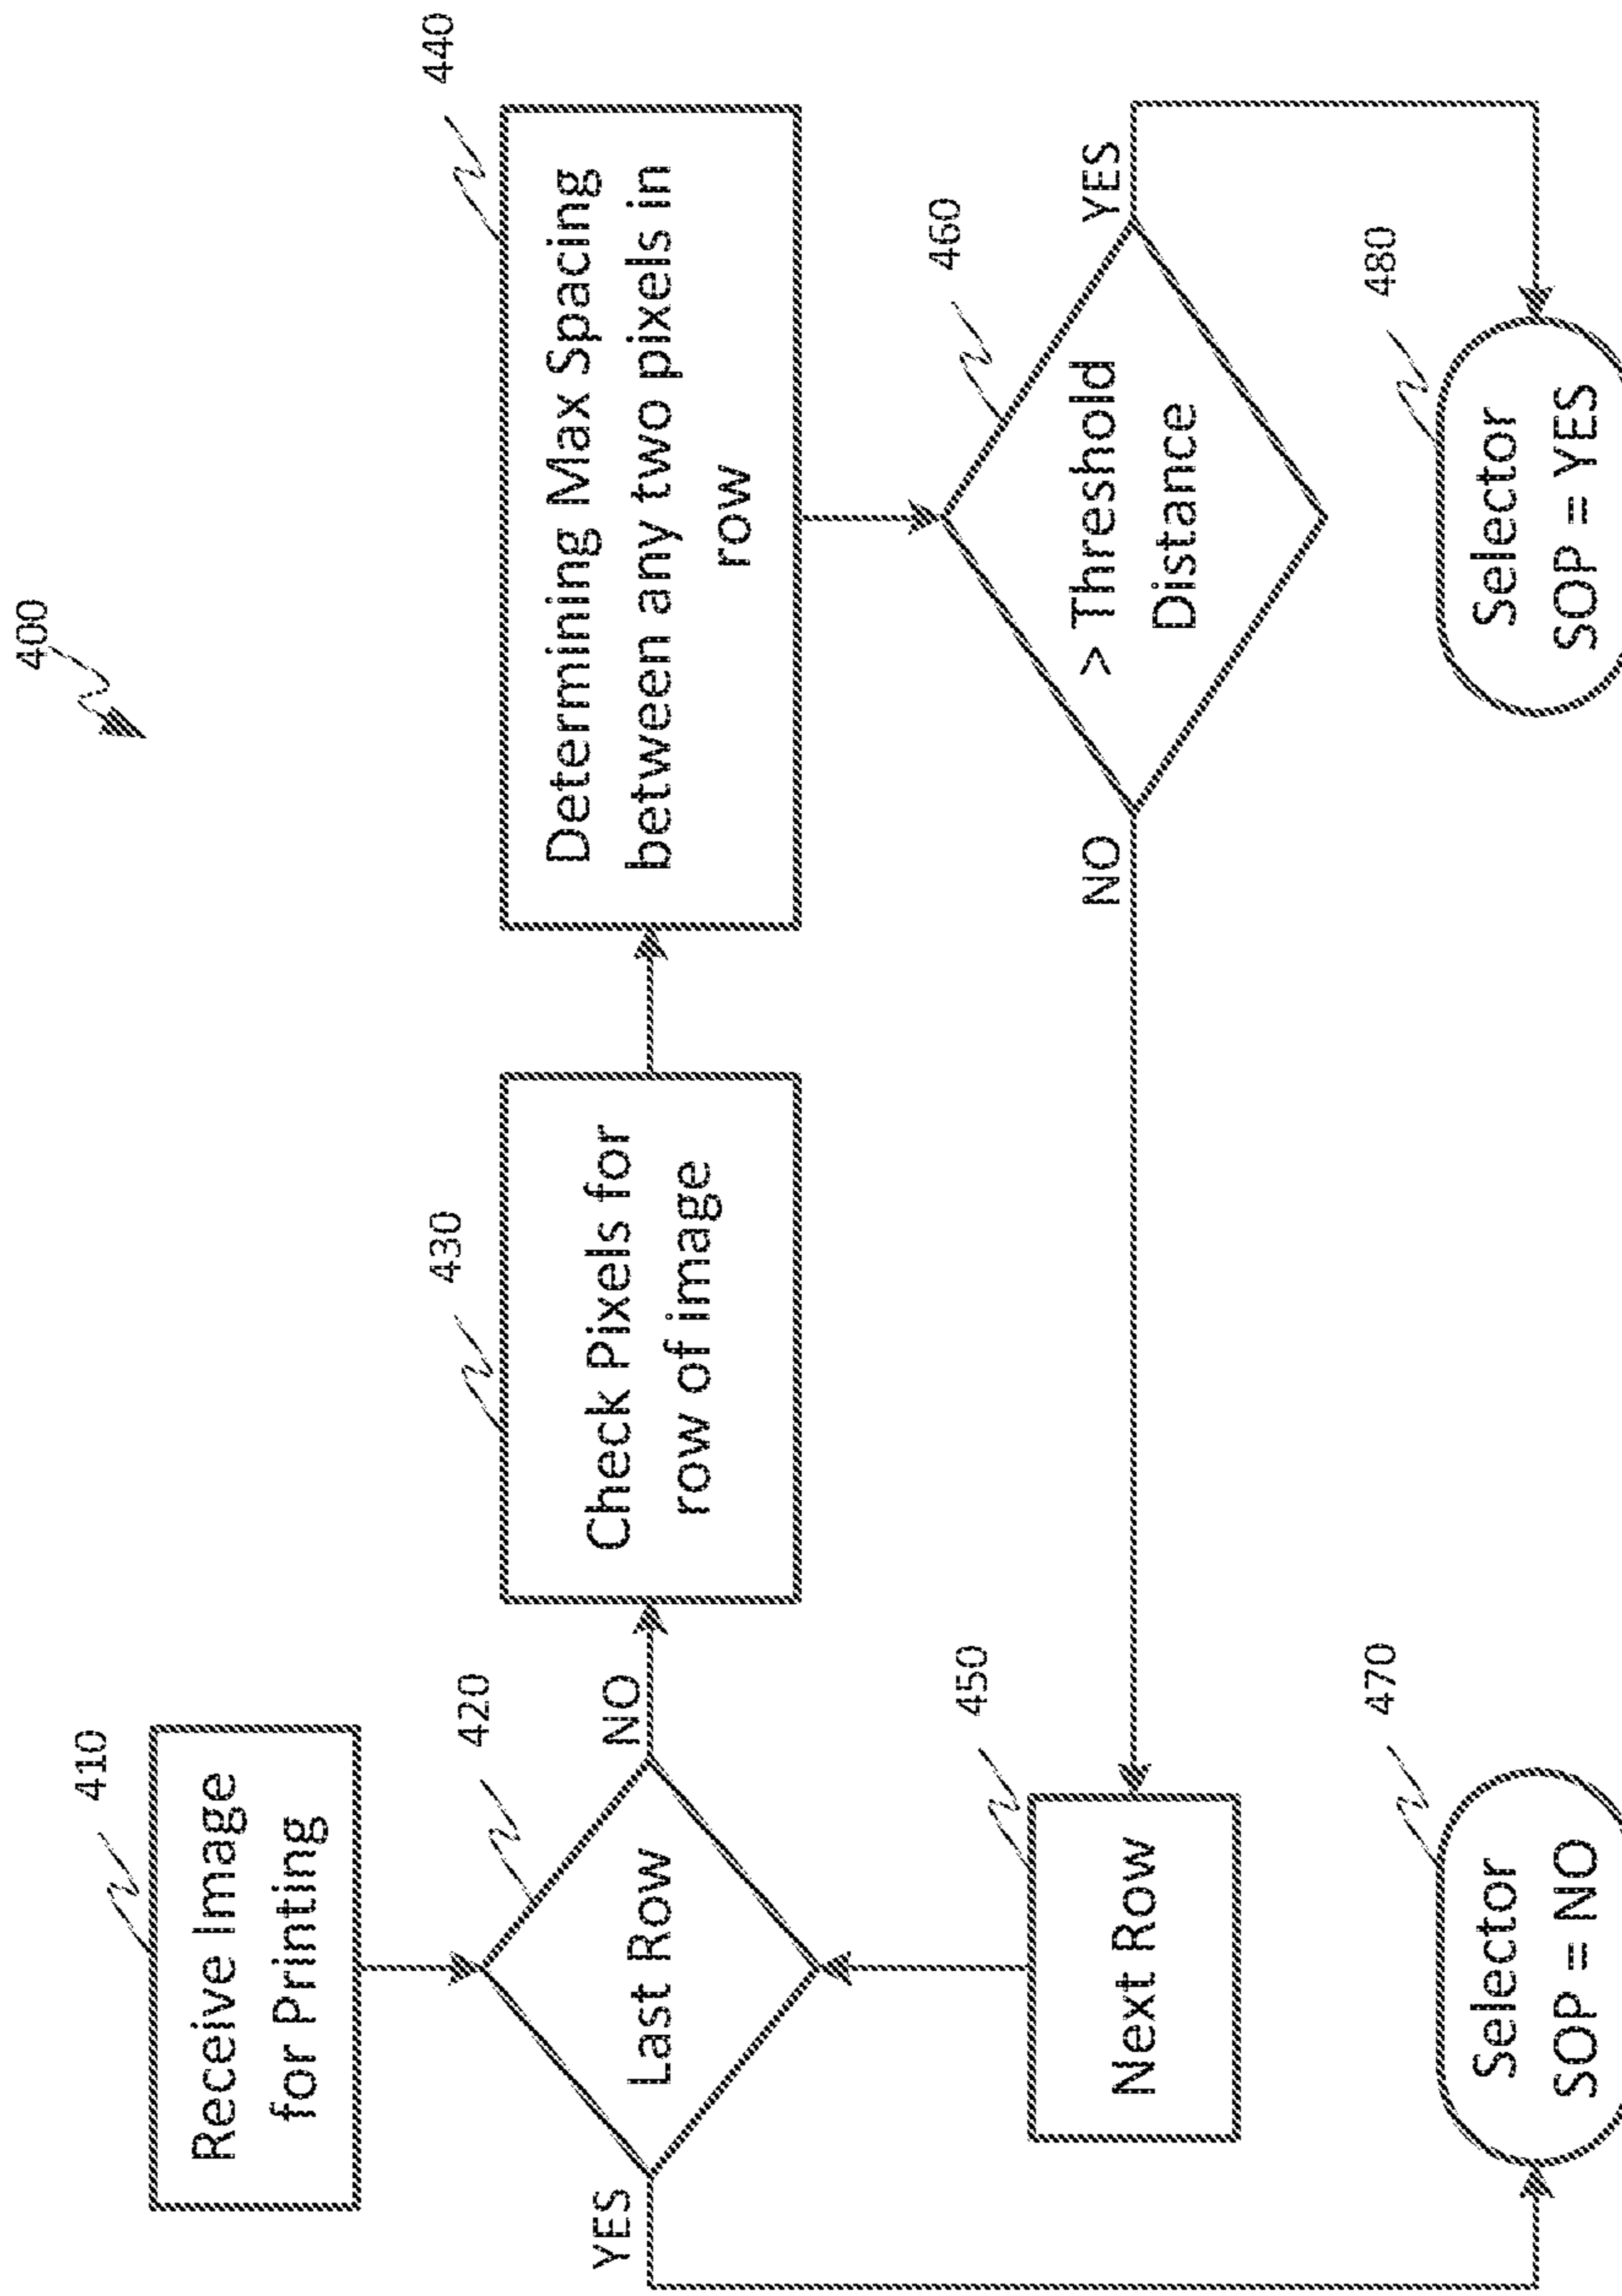 400
410
Receive Image
for Printing
420
Last Row
YES
NO
430
Check Pixels for
row of image
440
Determining Max Spacing
between any two pixels in
row
450
Next Row
460
> Threshold
Distance
NO
YES
470
Selector
SOP = NO
480
Selector
SOP = YES